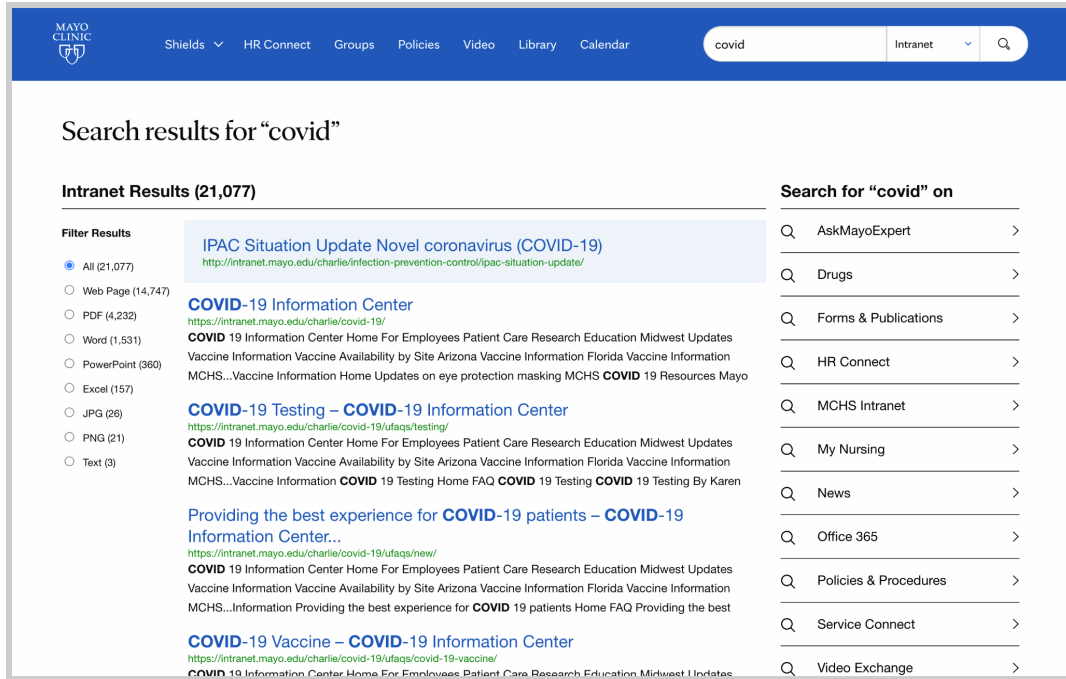 MAYO
CLINIC
Shields
HR Connect
Groups
Policies
Video
Library
Calendar
covid
Intranet
Search results for “covid”
Intranet Results (21,077)
Filter Results
All (21,077)
Web Page (14,747)
PDF (4,232)
Word (1,531)
PowerPoint (360)
Excel (157)
JPG (26)
PNG (21)
Text (3)
IPAC Situation Update Novel coronavirus (COVID-19)
http://intranet.mayo.edu/charlie/infection-prevention-control/ipac-situation-update/
COVID-19 Information Center
https://intranet.mayo.edu/charlie/covid-19/
COVID 19 Information Center Home For Employees Patient Care Research Education Midwest Updates
Vaccine Information Vaccine Availability by Site Arizona Vaccine Information Florida Vaccine Information
MCHS...Vaccine Information Home Updates on eye protection masking MCHS COVID 19 Resources Mayo
COVID-19 Testing – COVID-19 Information Center
https://intranet.mayo.edu/charlie/covid-19/ufaqs/testing/
COVID 19 Information Center Home For Employees Patient Care Research Education Midwest Updates
Vaccine Information Vaccine Availability by Site Arizona Vaccine Information Florida Vaccine Information
MCHS...Vaccine Information COVID 19 Testing Home FAQ COVID 19 Testing COVID 19 Testing By Karen
Providing the best experience for COVID-19 patients – COVID-19
Information Center...
https://intranet.mayo.edu/charlie/covid-19/ufaqs/new/
COVID 19 Information Center Home For Employees Patient Care Research Education Midwest Updates
Vaccine Information Vaccine Availability by Site Arizona Vaccine Information Florida Vaccine Information
MCHS...Information Providing the best experience for COVID 19 patients Home FAQ Providing the best
COVID-19 Vaccine – COVID-19 Information Center
https://intranet.mayo.edu/charlie/covid-19/ufaqs/covid-19-vaccine/
COVID 19 Information Center Home For Employees Patient Care Research Education Midwest Updates
Search for “covid” on
AskMayoExpert
Drugs
Forms & Publications
HR Connect
MCHS Intranet
My Nursing
News
Office 365
Policies & Procedures
Service Connect
Video Exchange